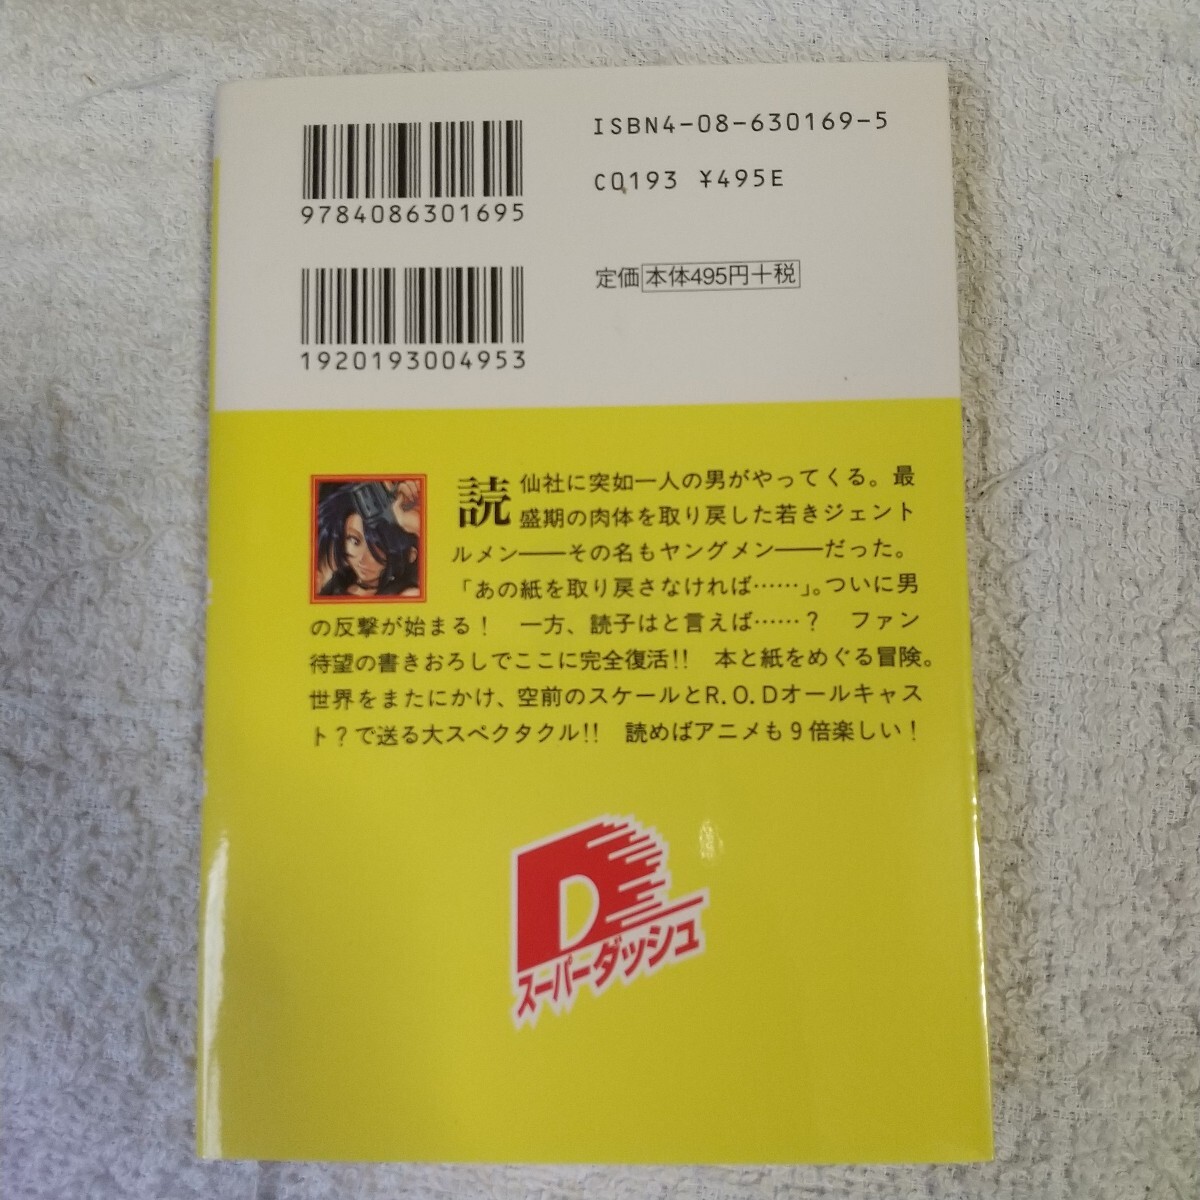 ISBN4-08-630169-5
9784086301695
C0193 ¥495E
定価 本体495円+税
1920193004953
読仙社に突如一人の男がやってくる。最
盛期の肉体を取り戻した若きジェント
ルメン――その名もヤングメン――だった。
「あの紙を取り戻さなければ……」。ついに男
の反撃が始まる！ 一方、読子はと言えば……？ ファン
待望の書きおろしでここに完全復活!! 本と紙をめぐる冒険。
世界をまたにかけ、空前のスケールとR.O.Dオールキャス
ト？で送る大スペクタクル!! 読めばアニメも9倍楽しい！
D
スーパーダッシュ